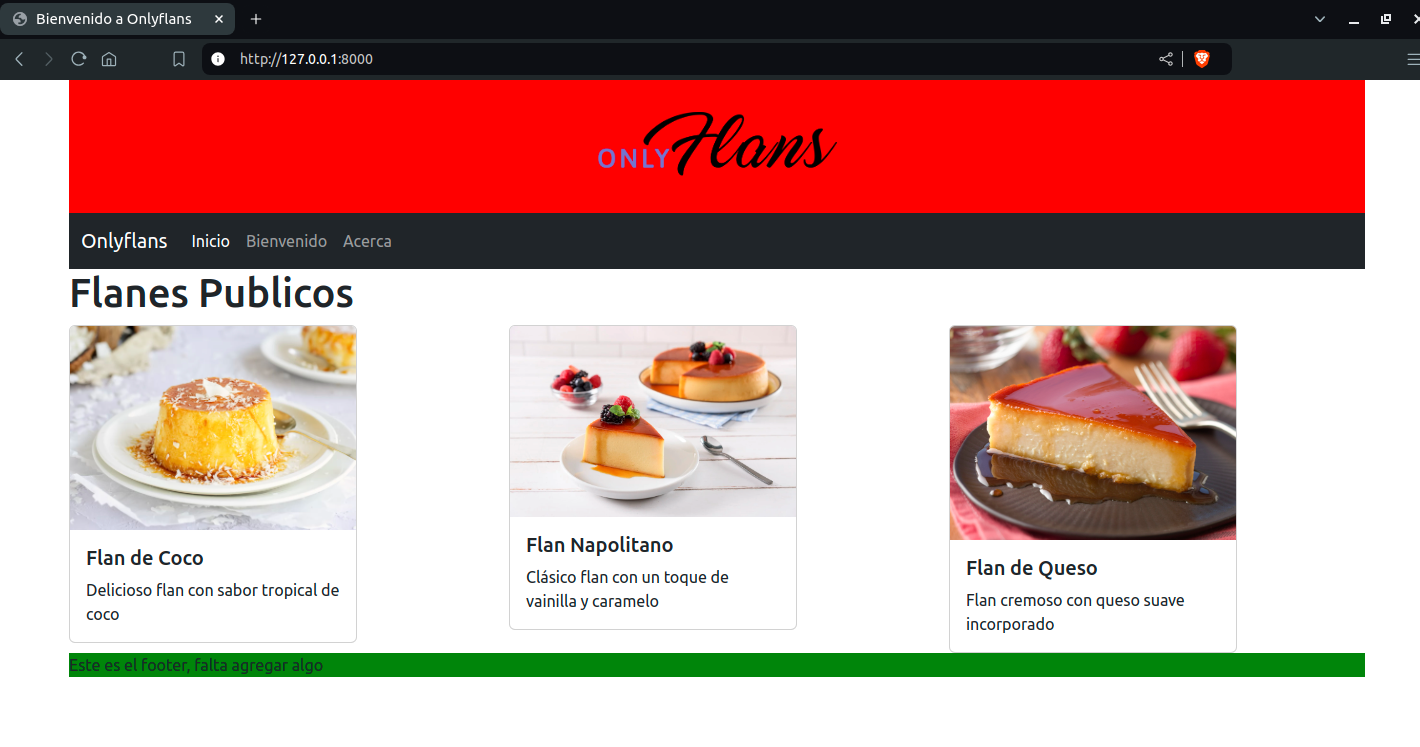 Bienvenido a Onlyflans
http://127.0.0.1:8000
ONLY Flans
Onlyflans Inicio Bienvenido Acerca
Flanes Publicos
Flan de Coco
Delicioso flan con sabor tropical de
coco
Flan Napolitano
Clásico flan con un toque de
vainilla y caramelo
Flan de Queso
Flan cremoso con queso suave
incorporado
Este es el footer, falta agregar algo